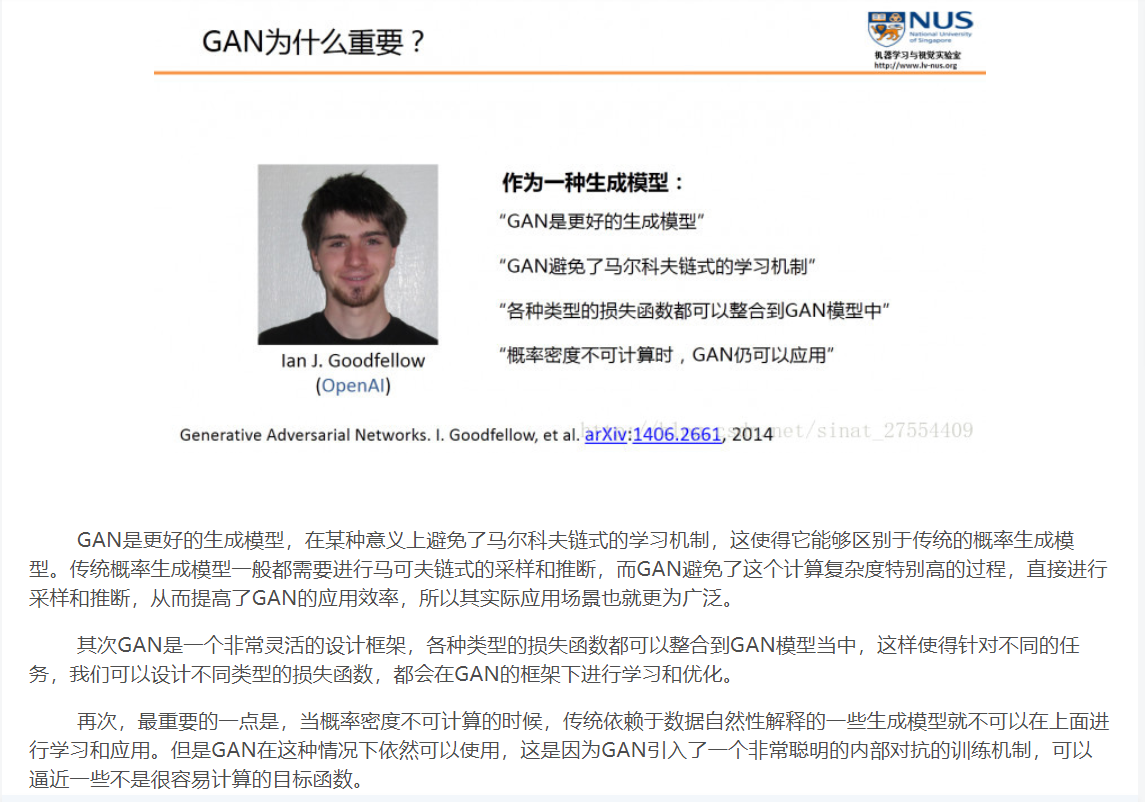 GAN为什么重要？
NUS
National University
of Singapore
机器学习与视觉实验室
http://www.lv-nus.org
作为一种生成模型：
“GAN是更好的生成模型”
“GAN避免了马尔科夫链式的学习机制”
“各种类型的损失函数都可以整合到GAN模型中”
“概率密度不可计算时，GAN仍可以应用”
Ian J. Goodfellow
(OpenAI)
Generative Adversarial Networks. I. Goodfellow, et al. arXiv:1406.2661, 2014
net/sinat_27554409
GAN是更好的生成模型，在某种意义上避免了马尔科夫链式的学习机制，这使得它能够区别于传统的概率生成模
型。传统概率生成模型一般都需要进行马可夫链式的采样和推断，而GAN避免了这个计算复杂度特别高的过程，直接进行
采样和推断，从而提高了GAN的应用效率，所以其实际应用场景也就更为广泛。
其次GAN是一个非常灵活的设计框架，各种类型的损失函数都可以整合到GAN模型当中，这样使得针对不同的任
务，我们可以设计不同类型的损失函数，都会在GAN的框架下进行学习和优化。
再次，最重要的一点是，当概率密度不可计算的时候，传统依赖于数据自然性解释的一些生成模型就不可以在上面进
行学习和应用。但是GAN在这种情况下依然可以使用，这是因为GAN引入了一个非常聪明的内部对抗的训练机制，可以
逼近一些不是很容易计算的目标函数。